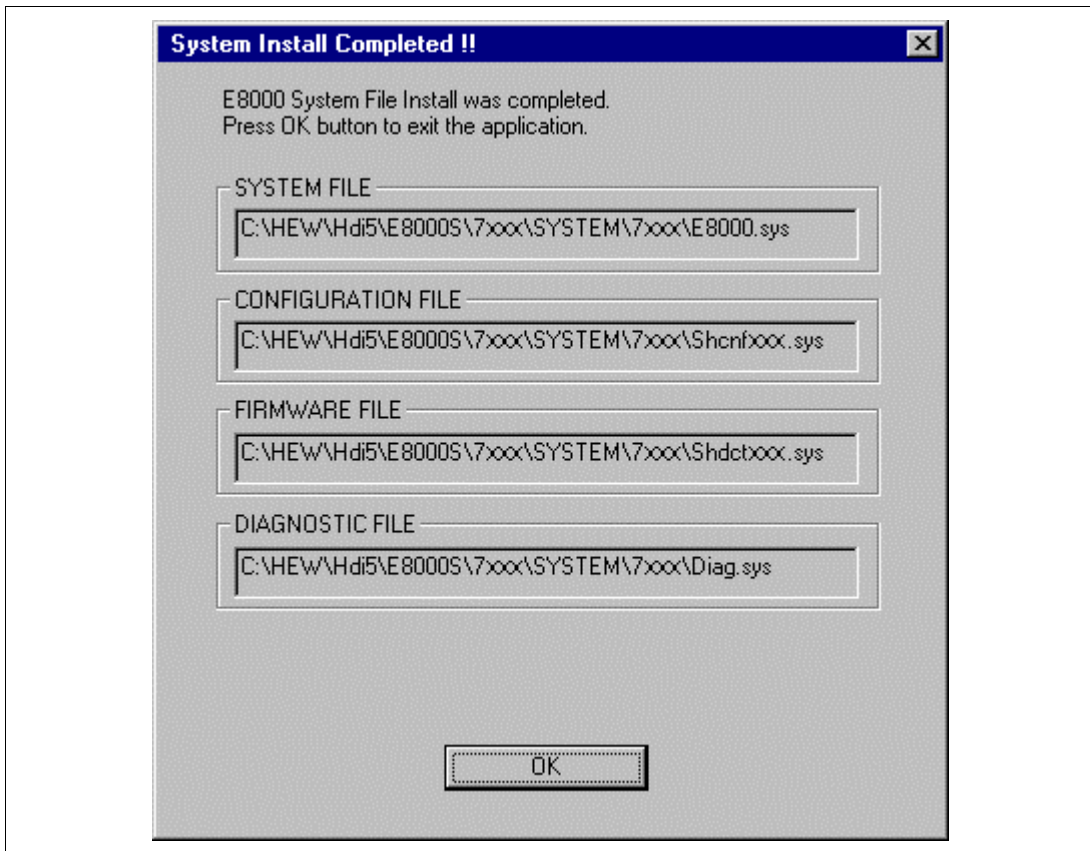 System Install Completed !!
E8000 System File Install was completed.
Press OK button to exit the application.
SYSTEM FILE
C:\HEW\Hdi5\E8000S\7xxx\SYSTEM\7xxx\E8000.sys
CONFIGURATION FILE
C:\HEW\Hdi5\E8000S\7xxx\SYSTEM\7xxx\Shcnfxxx.sys
FIRMWARE FILE
C:\HEW\Hdi5\E8000S\7xxx\SYSTEM\7xxx\Shdctxxx.sys
DIAGNOSTIC FILE
C:\HEW\Hdi5\E8000S\7xxx\SYSTEM\7xxx\Diag.sys
OK